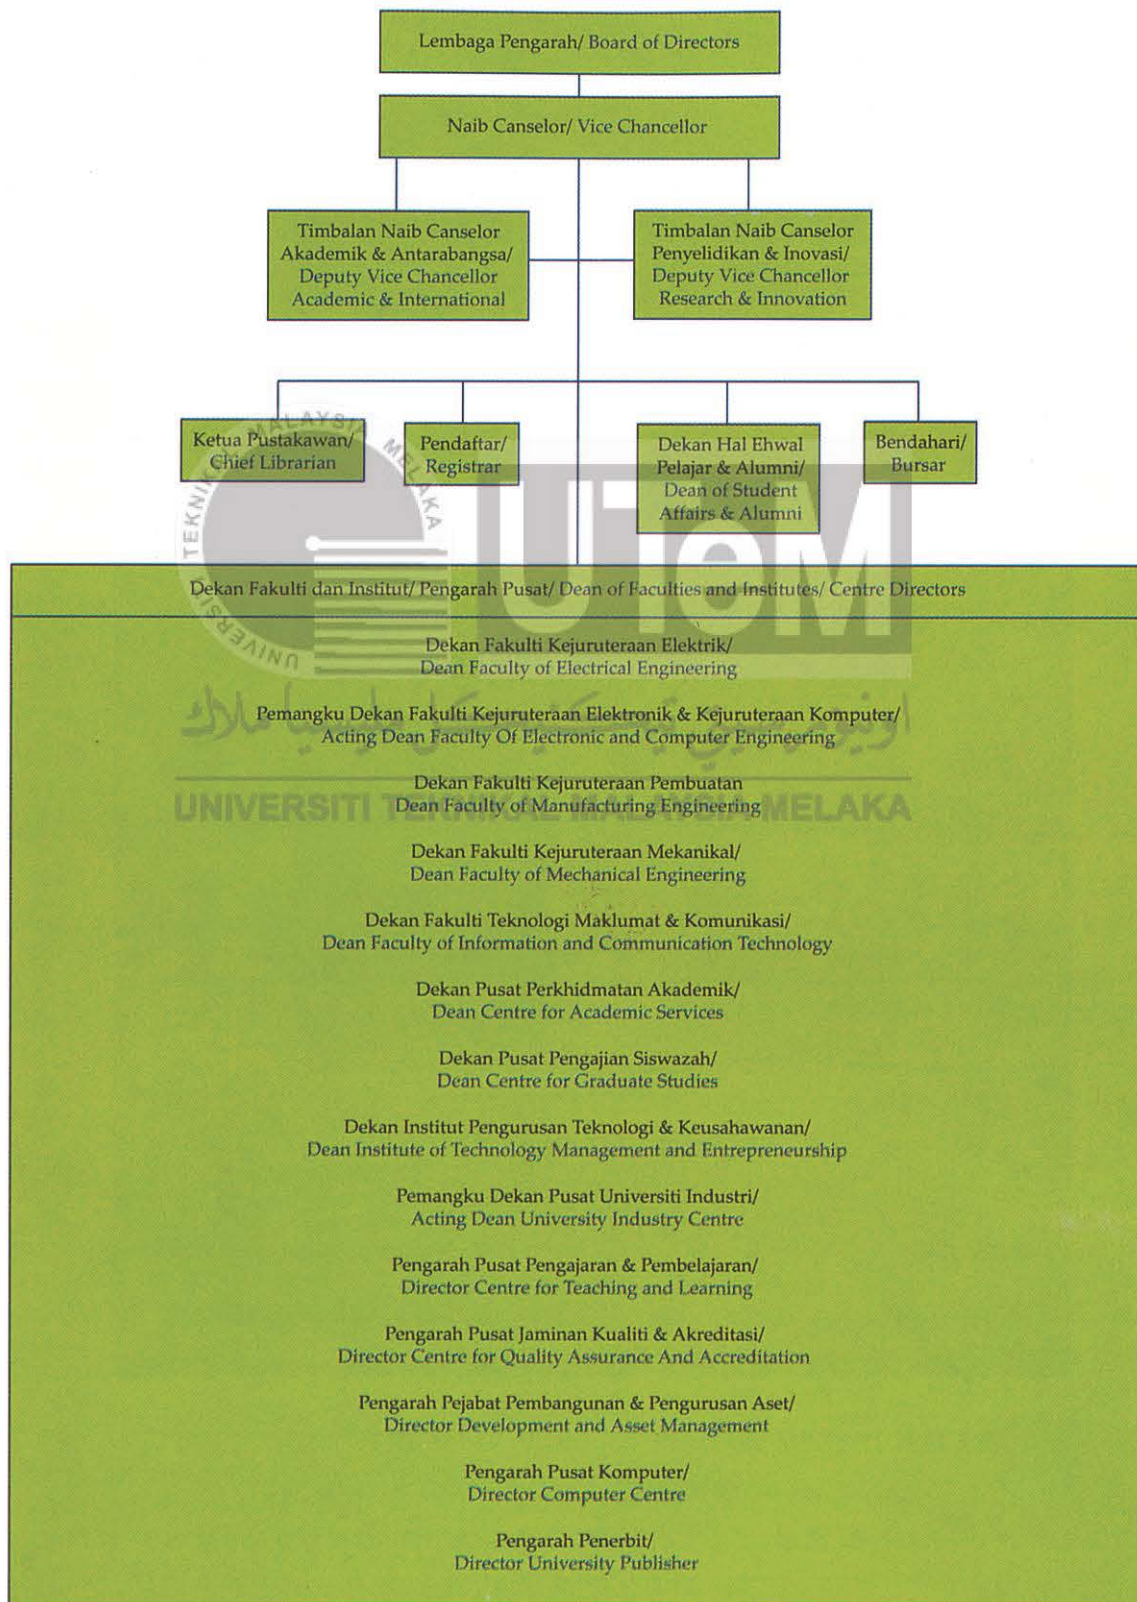 Lembaga Pengarah/ Board of Directors
Naib Canselor/ Vice Chancellor
Timbalan Naib Canselor
Akademik & Antarabangsa/
Deputy Vice Chancellor
Academic & International
Timbalan Naib Canselor
Penyelidikan & Inovasi/
Deputy Vice Chancellor
Research & Innovation
Ketua Pustakawan/
Chief Librarian
Pendaftar/
Registrar
Dekan Hal Ehwal
Pelajar & Alumni/
Dean of Student
Affairs & Alumni
Bendahari/
Bursar
UNIVERSITI TEKNIKAL MALAYSIA MELAKA
UTeM
Dekan Fakulti dan Institut/ Pengarah Pusat/ Dean of Faculties and Institutes/ Centre Directors
Dekan Fakulti Kejuruteraan Elektrik/
Dean Faculty of Electrical Engineering
Pemangku Dekan Fakulti Kejuruteraan Elektronik & Kejuruteraan Komputer/
Acting Dean Faculty Of Electronic and Computer Engineering
Dekan Fakulti Kejuruteraan Pembuatan
Dean Faculty of Manufacturing Engineering
UNIVERSITI TEKNIKAL MALAYSIA MELAKA
Dekan Fakulti Kejuruteraan Mekanikal/
Dean Faculty of Mechanical Engineering
Dekan Fakulti Teknologi Maklumat & Komunikasi/
Dean Faculty of Information and Communication Technology
Dekan Pusat Perkhidmatan Akademik/
Dean Centre for Academic Services
Dekan Pusat Pengajian Siswazah/
Dean Centre for Graduate Studies
Dekan Institut Pengurusan Teknologi & Keusahawanan/
Dean Institute of Technology Management and Entrepreneurship
Pemangku Dekan Pusat Universiti Industri/
Acting Dean University Industry Centre
Pengarah Pusat Pengajaran & Pembelajaran/
Director Centre for Teaching and Learning
Pengarah Pusat Jaminan Kualiti & Akreditasi/
Director Centre for Quality Assurance And Accreditation
Pengarah Pejabat Pembangunan & Pengurusan Aset/
Director Development and Asset Management
Pengarah Pusat Komputer/
Director Computer Centre
Pengarah Penerbit/
Director University Publisher